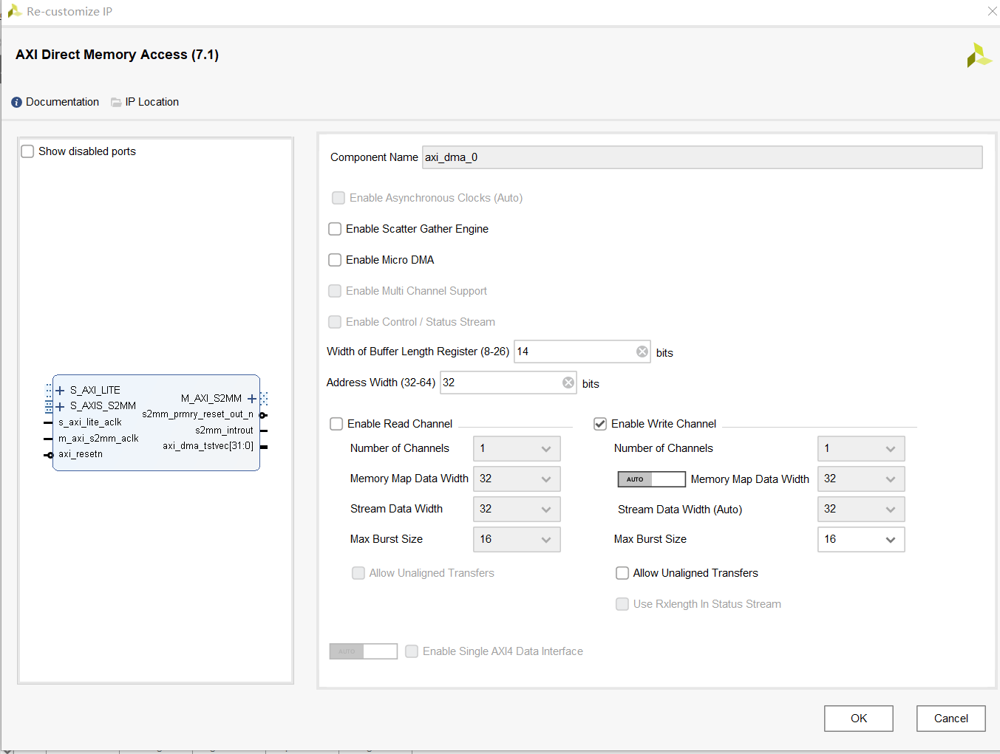 Re-customize IP
AXI Direct Memory Access (7.1)
Documentation IP Location
Show disabled ports
S_AXI_LITE
S_AXIS_S2MM
s_axi_lite_aclk
m_axi_s2mm_aclk
axi_resetn
M_AXI_S2MM
s2mm_prmry_reset_out_n
s2mm_introut
axi_dma_tstvec[31:0]
Component Name axi_dma_0
Enable Asynchronous Clocks (Auto)
Enable Scatter Gather Engine
Enable Micro DMA
Enable Multi Channel Support
Enable Control / Status Stream
Width of Buffer Length Register (8-26) 14 bits
Address Width (32-64) 32 bits
Enable Read Channel
Number of Channels 1
Memory Map Data Width 32
Stream Data Width 32
Max Burst Size 16
Allow Unaligned Transfers
Enable Write Channel
Number of Channels 1
AUTO Memory Map Data Width 32
Stream Data Width (Auto) 32
Max Burst Size 16
Allow Unaligned Transfers
Use Rxlength In Status Stream
AUTO Enable Single AXI4 Data Interface
OK Cancel